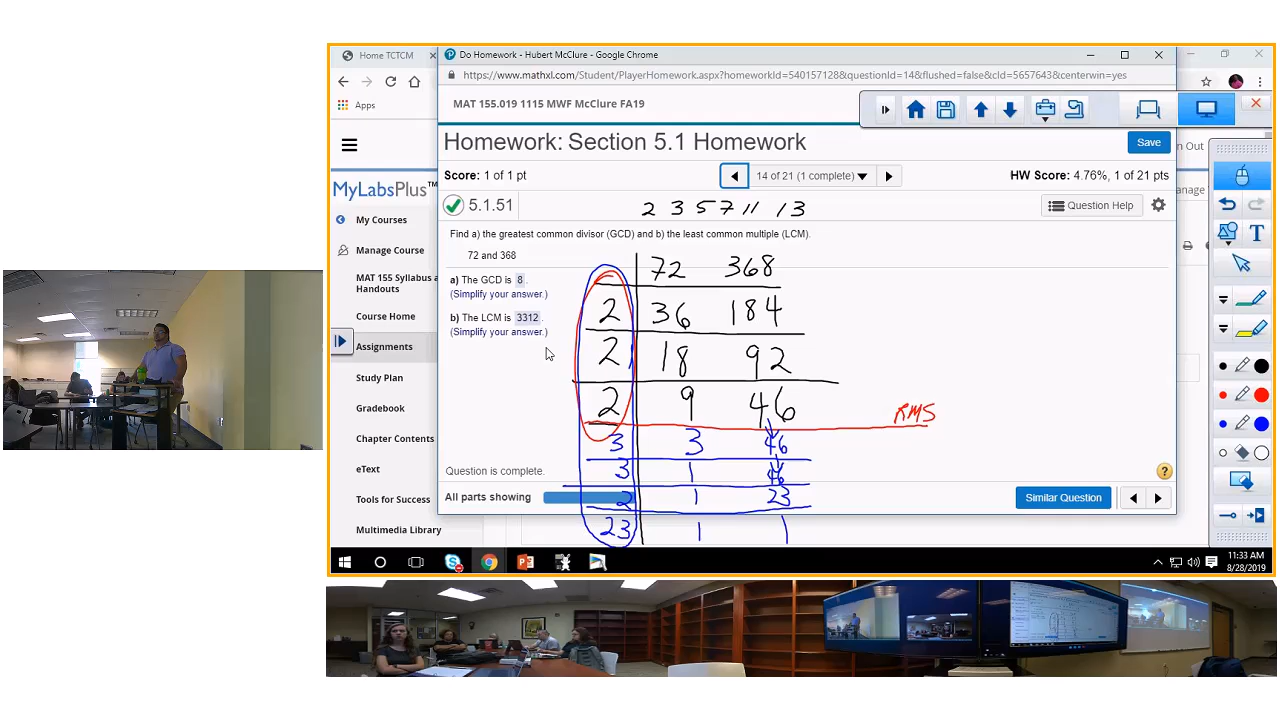 Home TCTCM
Do Homework - Hubert McClure - Google Chrome
https://www.mathxl.com/Student/PlayerHomework.aspx?homeworkId=540157128&questionId=14&flushed=false&cld=5657643&centerwin=yes
Apps
MAT 155.019 1115 MWF McClure FA19
Homework: Section 5.1 Homework
Save
n Out
Score: 1 of 1 pt
14 of 21 (1 complete)
HW Score: 4.76%, 1 of 21 pts
MyLabsPlus™
anage
5.1.51
2 3 5 7 11 13
Question Help
My Courses
Find a) the greatest common divisor (GCD) and b) the least common multiple (LCM).
Manage Course
72 and 368
72 368
MAT 155 Syllabus a
Handouts
a) The GCD is 8.
(Simplify your answer.)
2 36 184
Course Home
b) The LCM is 3312.
(Simplify your answer.)
Assignments
2 18 92
Study Plan
Gradebook
2 9 46
RMS
Chapter Contents
3 3 46
eText
Question is complete.
3 1 46
Tools for Success
All parts showing
2 1 23
Similar Question
Multimedia Library
23 1 1
11:33 AM
8/28/2019